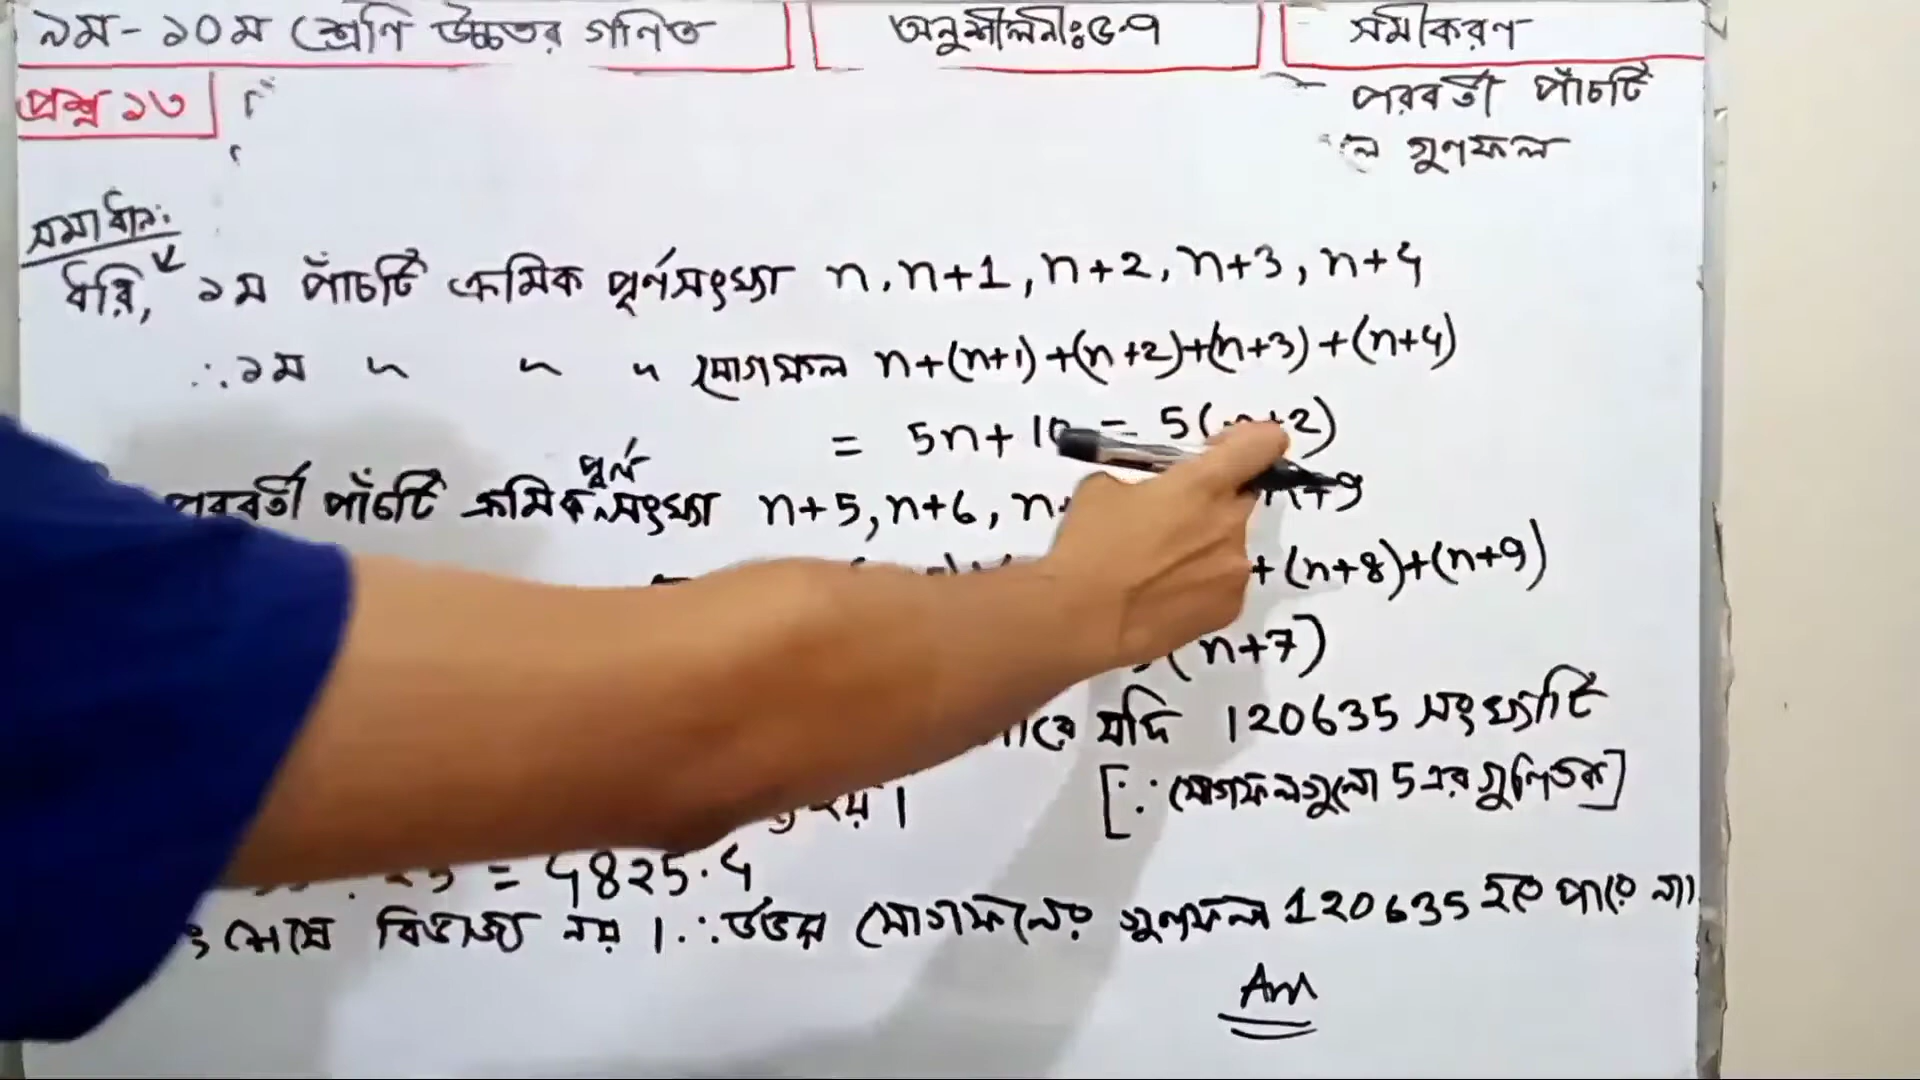 ৯ম-১০ম শ্রেণি উচ্চতর গণিত অনুশীলনীঃ৫.৭ সমীকরণ
প্রশ্ন ১৩ পরবর্তী পাঁচটি
গুণফল
সমাধান:
ধরি, ১ম পাঁচটি ক্রমিক পূর্ণসংখ্যা n, n+1, n+2, n+3, n+4
∴ ১ম " " " যোগফল n+(n+1)+(n+2)+(n+3)+(n+4)
= 5n+10 = 5(n+2)
পরবর্তী পাঁচটি ক্রমিক পূর্ণ সংখ্যা n+5, n+6, n+9
+(n+8)+(n+9)
(n+7)
যদি 120635 সংখ্যাটি
হয়। [∵ যোগফলগুলো 5 এর গুণিতক]
= 4825.4
বিভাজ্য নয়। ∴ উভয় যোগফলের গুণফল 120635 হতে পারে না।
Ans